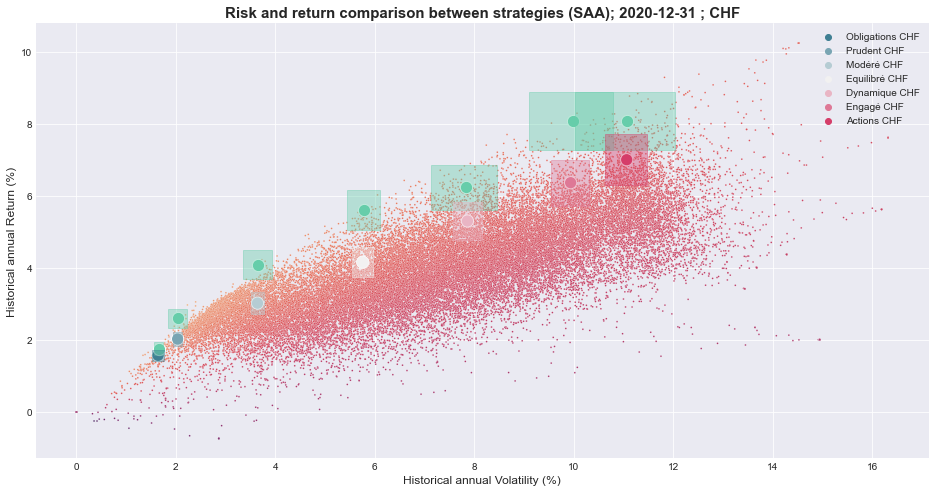 Risk and return comparison between strategies (SAA); 2020-12-31 ; CHF
Obligations CHF
Prudent CHF
Modéré CHF
Equilibré CHF
Dynamique CHF
Engagé CHF
Actions CHF
Historical annual Return (%)
10
8
6
4
2
0
0 2 4 6 8 10 12 14 16
Historical annual Volatility (%)